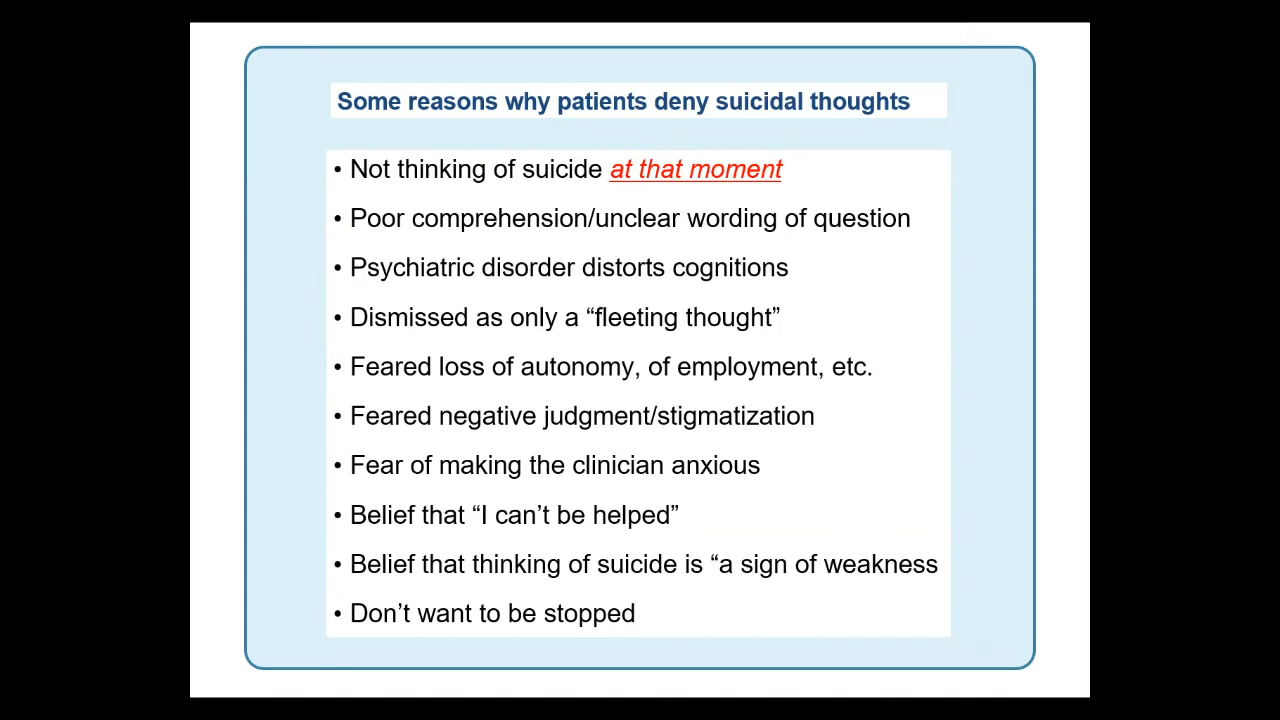 Some reasons why patients deny suicidal thoughts
• Not thinking of suicide at that moment
• Poor comprehension/unclear wording of question
• Psychiatric disorder distorts cognitions
• Dismissed as only a “fleeting thought”
• Feared loss of autonomy, of employment, etc.
• Feared negative judgment/stigmatization
• Fear of making the clinician anxious
• Belief that “I can’t be helped”
• Belief that thinking of suicide is “a sign of weakness
• Don’t want to be stopped